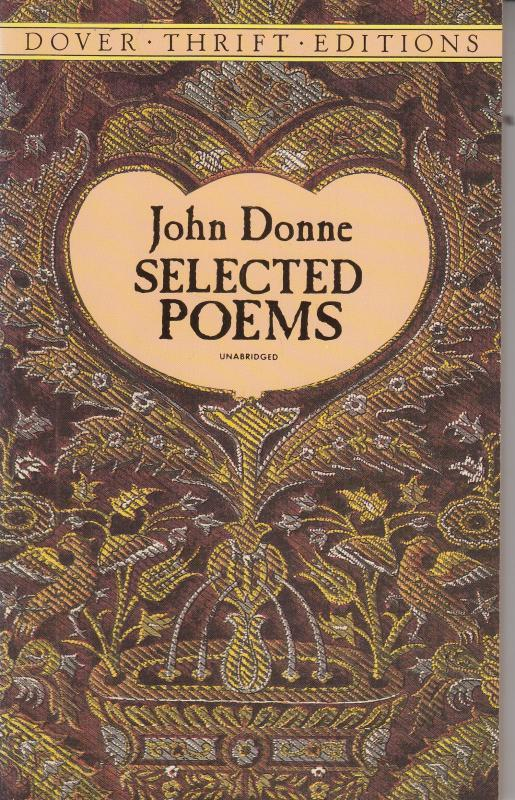 DOVER · THRIFT · EDITIONS
John Donne
SELECTED
POEMS
UNABRIDGED